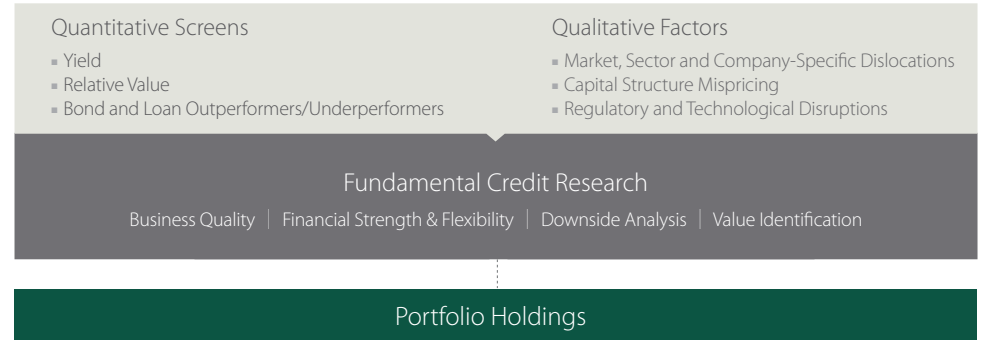 Quantitative Screens
▪ Yield
▪ Relative Value
▪ Bond and Loan Outperformers/Underperformers
Qualitative Factors
▪ Market, Sector and Company-Specific Dislocations
▪ Capital Structure Mispricing
▪ Regulatory and Technological Disruptions
Fundamental Credit Research
Business Quality | Financial Strength & Flexibility | Downside Analysis | Value Identification
Portfolio Holdings